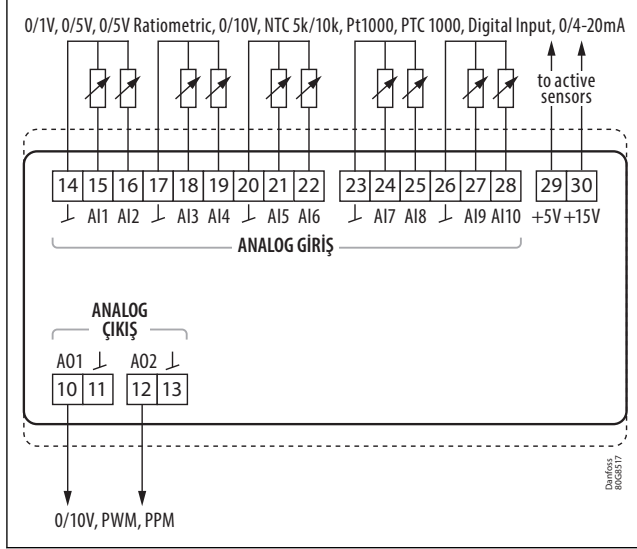 0/1V, 0/5V, 0/5V Ratiometric, 0/10V, NTC 5k/10k, Pt1000, PTC 1000, Digital Input, 0/4-20mA
to active
sensors
14 15 16 17 18 19 20 21 22 23 24 25 26 27 28 29 30
AI1 AI2 AI3 AI4 AI5 AI6 AI7 AI8 AI9 AI10 +5V +15V
ANALOG GİRİŞ
ANALOG
ÇIKIŞ
AO1 AO2
10 11 12 13
Danfoss
80G8517
0/10V, PWM, PPM